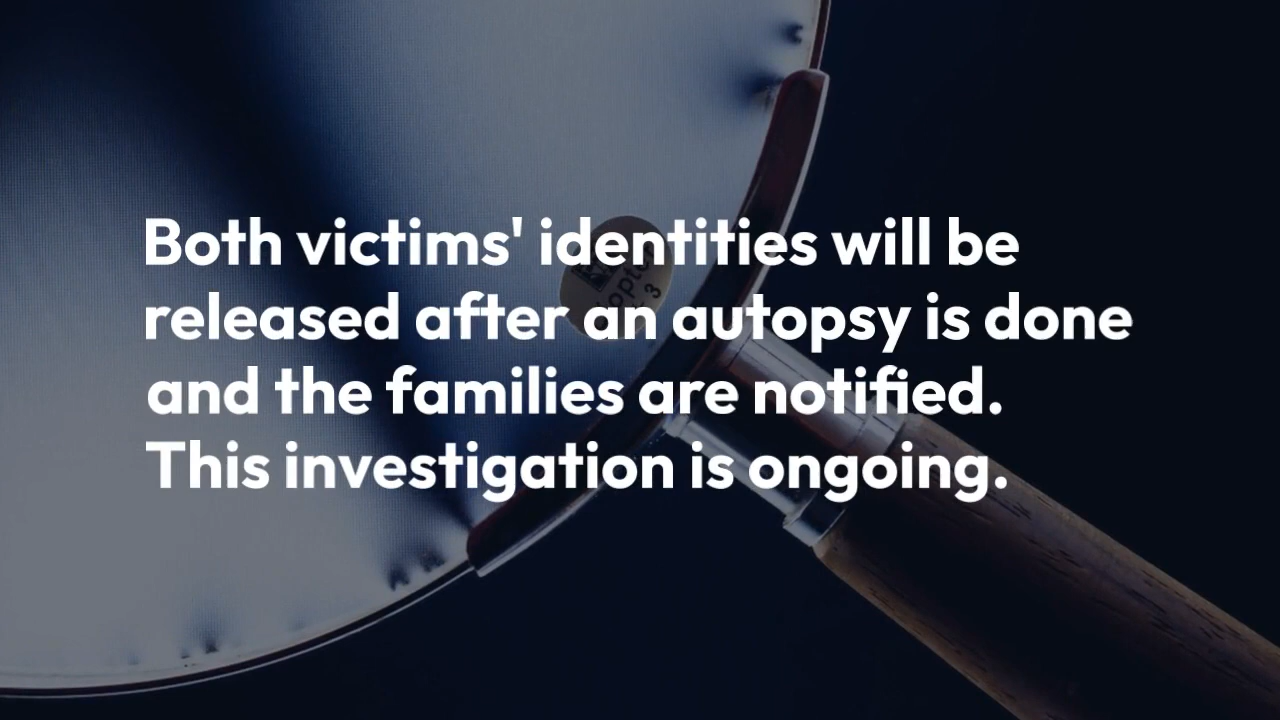 Both victims' identities will be
released after an autopsy is done
and the families are notified.
This investigation is ongoing.